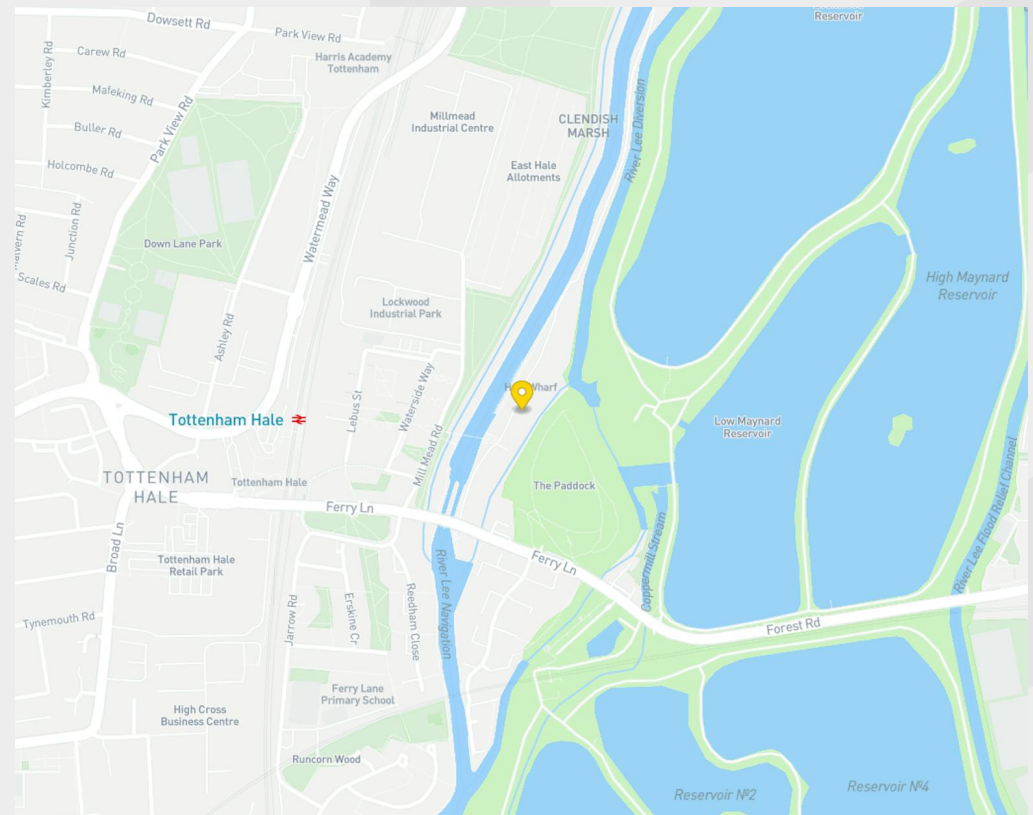 Dowsett Rd
Park View Rd
Reservoir
Carew Rd
Harris Academy
Tottenham
Kimberley Rd
Mafeking Rd
Park View Rd
Buller Rd
Holcombe Rd
Millmead
Industrial Centre
CLENDISH
MARSH
River Lee Diversion
East Hale
Allotments
Watermead Way
Junction Rd
Down Lane Park
Scales Rd
High Maynard
Reservoir
Lockwood
Industrial Park
Ashley Rd
Wharf
Lebus St
Waterside Way
Tottenham Hale
Low Maynard
Reservoir
Mill Mead Rd
TOTTENHAM
HALE
Tottenham Hale
The Paddock
Ferry Ln
Broad Ln
Ferry Ln
Coppermill Stream
River Lee Flood Relief Channel
Tottenham Hale
Retail Park
River Lee Navigation
Tynemouth Rd
Jarrow Rd
Erskine Cr
Reedham Close
Forest Rd
Ferry Lane
Primary School
High Cross
Business Centre
Runcorn Wood
Reservoir №2
Reservoir №4